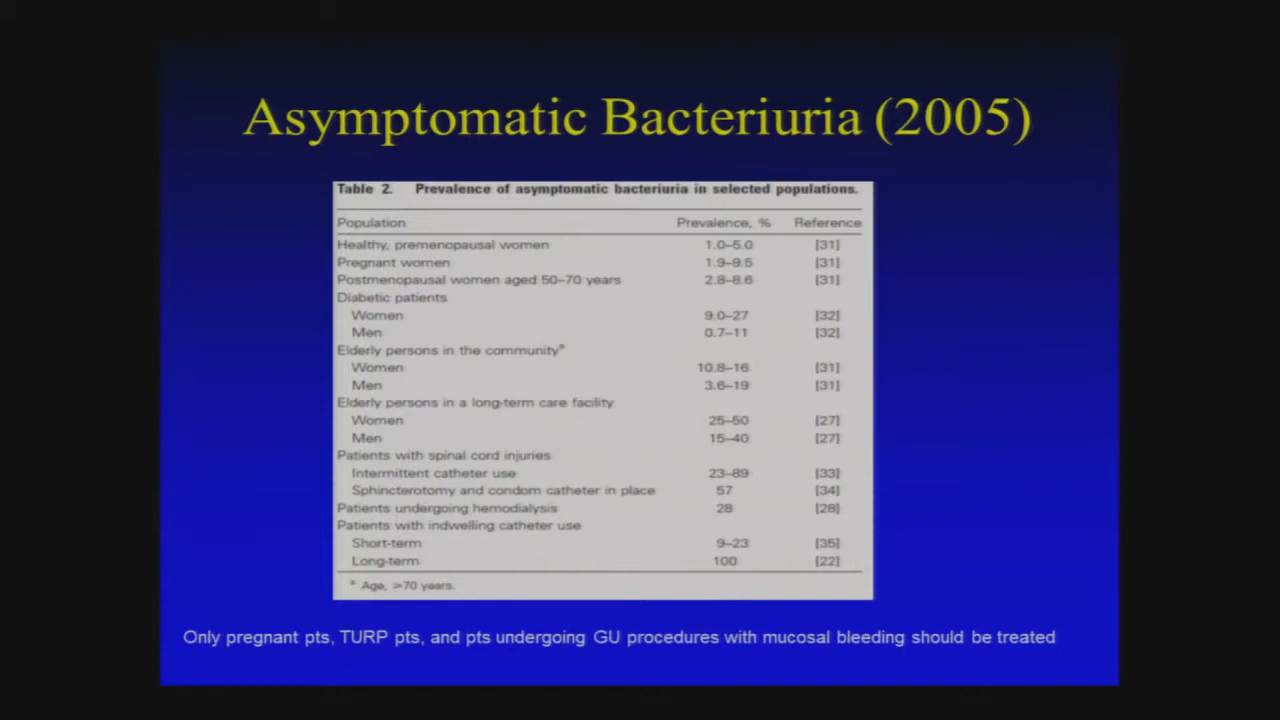 Asymptomatic Bacteriuria (2005)
Table 2. Prevalence of asymptomatic bacteriuria in selected populations.
Population Prevalence, % Reference
Healthy, premenopausal women 1.0–5.0 [31]
Pregnant women 1.9–9.5 [31]
Postmenopausal women aged 50–70 years 2.8–8.6 [31]
Diabetic patients
Women 9.0–27 [32]
Men 0.7–11 [32]
Elderly persons in the community^a
Women 10.8–16 [31]
Men 3.6–19 [31]
Elderly persons in a long-term care facility
Women 25–50 [27]
Men 15–40 [27]
Patients with spinal cord injuries
Intermittent catheter use 23–89 [33]
Sphincterotomy and condom catheter in place 57 [34]
Patients undergoing hemodialysis 28 [28]
Patients with indwelling catheter use
Short-term 9–23 [35]
Long-term 100 [22]
^a Age, ≥70 years.
Only pregnant pts, TURP pts, and pts undergoing GU procedures with mucosal bleeding should be treated